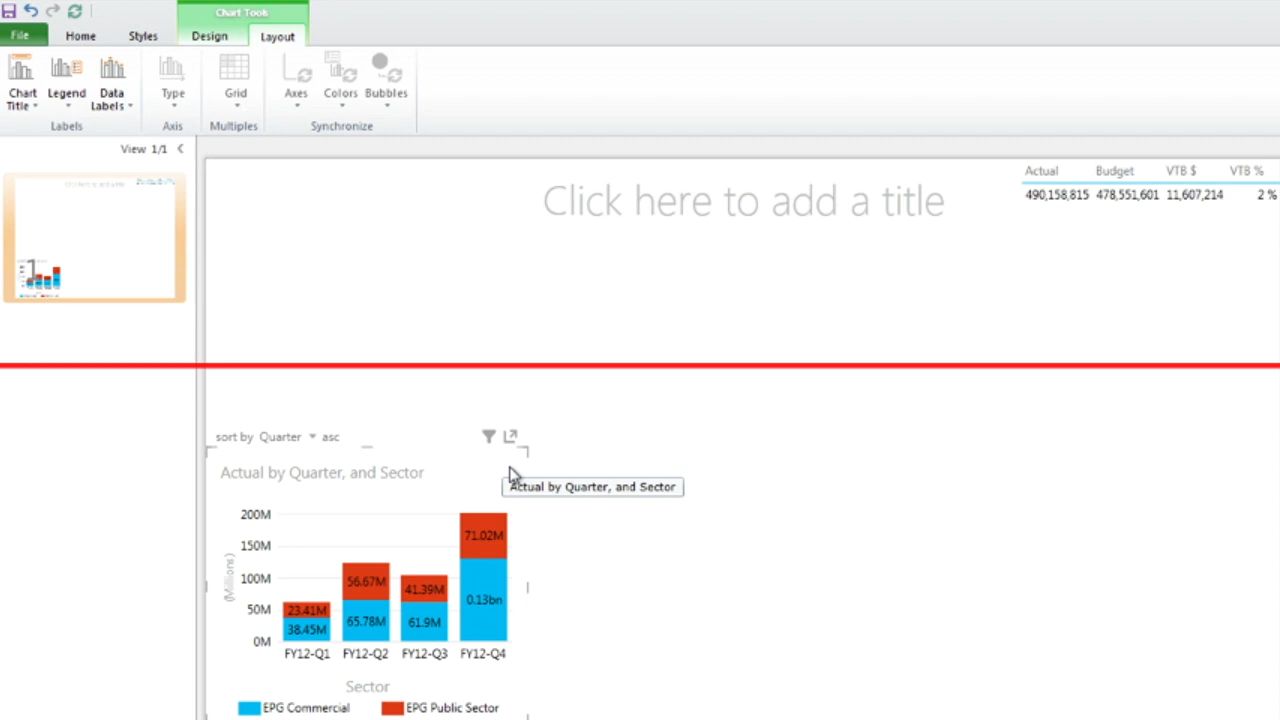 Chart Tools
File Home Styles Design Layout
Chart Title Legend Data Labels Type Grid Axes Colors Bubbles
Labels Axis Multiples Synchronize
View 1/1
Click here to add a title
Actual Budget VTB $ VTB %
490,158,815 478,551,601 11,607,214 2 %
sort by Quarter asc
Actual by Quarter, and Sector
Actual by Quarter, and Sector
(Millions)
200M
150M
100M
50M
0M
71.02M
56.67M
41.39M
0.13bn
23.41M
38.45M
65.78M
61.9M
FY12-Q1 FY12-Q2 FY12-Q3 FY12-Q4
Sector
EPG Commercial EPG Public Sector